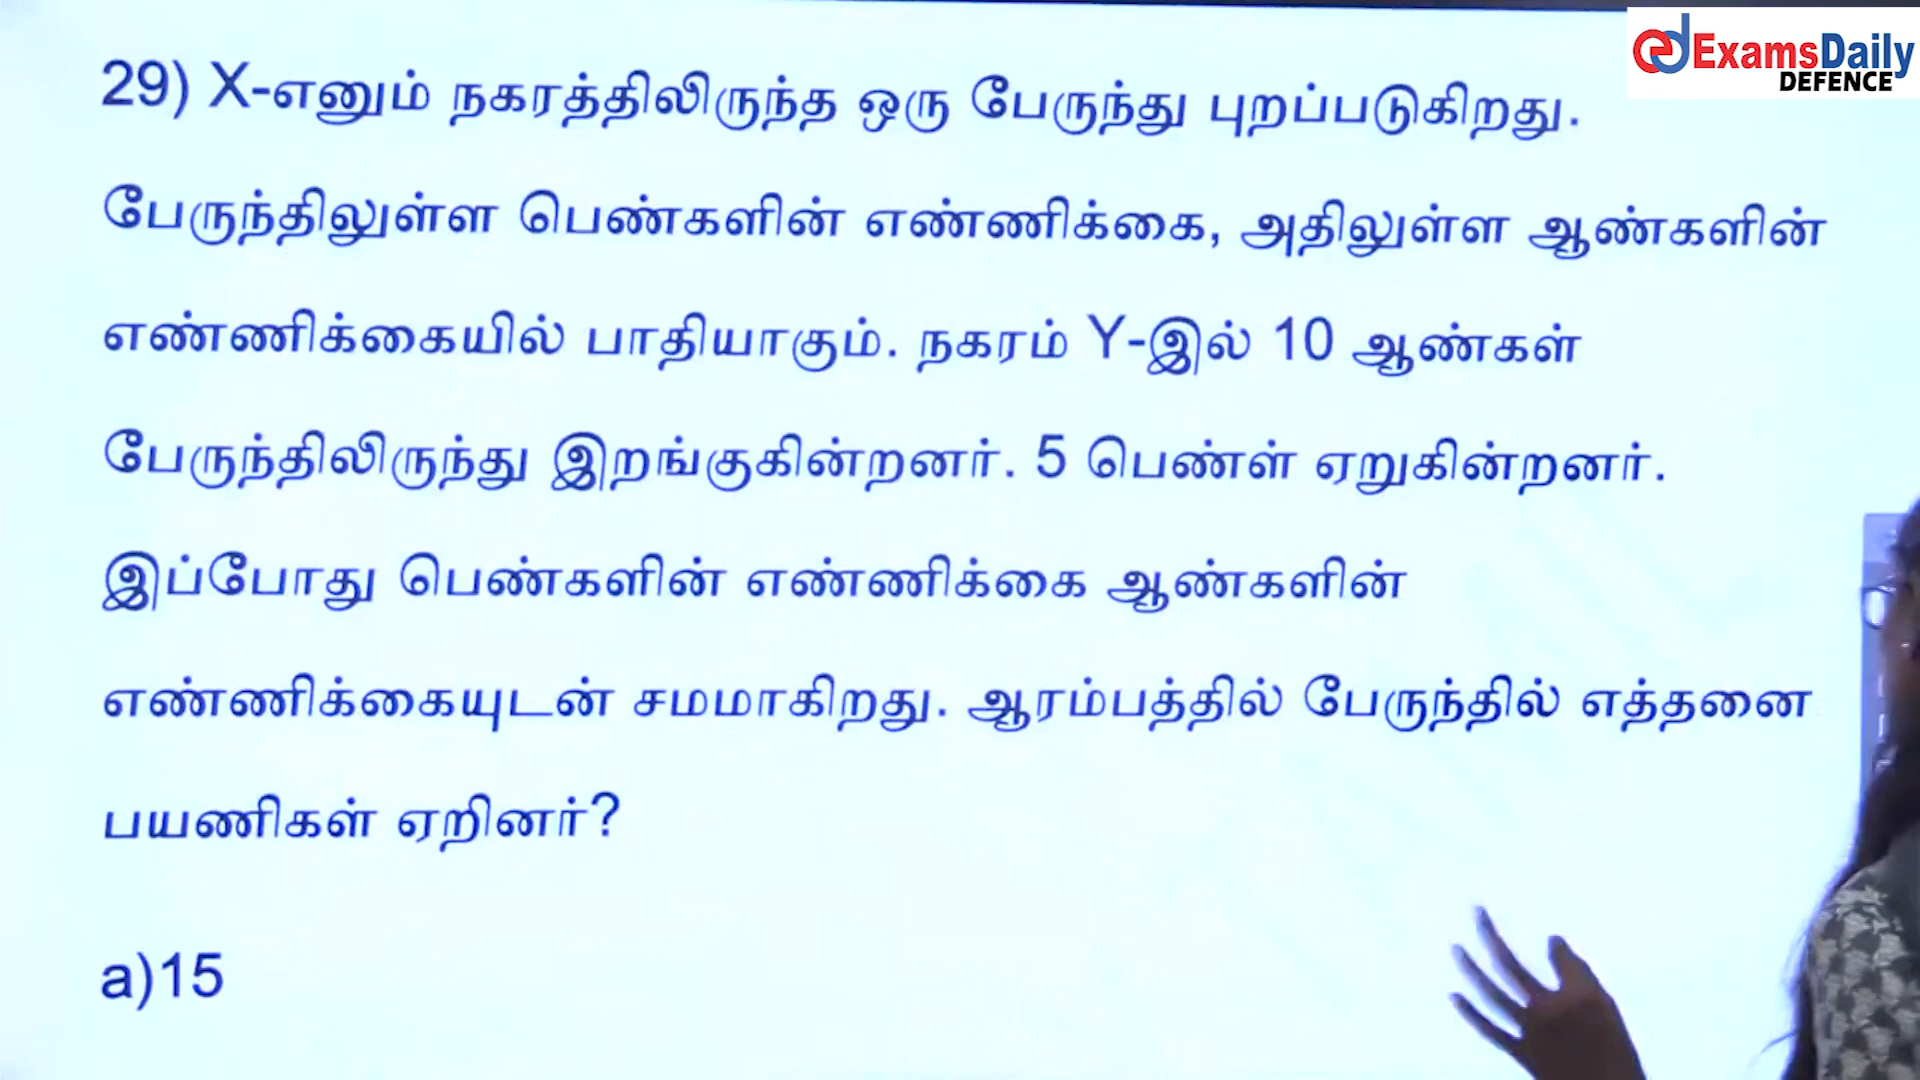 ExamsDaily
DEFENCE
29) X-எனும் நகரத்திலிருந்த ஒரு பேருந்து புறப்படுகிறது.
பேருந்திலுள்ள பெண்களின் எண்ணிக்கை, அதிலுள்ள ஆண்களின்
எண்ணிக்கையில் பாதியாகும். நகரம் Y-இல் 10 ஆண்கள்
பேருந்திலிருந்து இறங்குகின்றனர். 5 பெண்ள் ஏறுகின்றனர்.
இப்போது பெண்களின் எண்ணிக்கை ஆண்களின்
எண்ணிக்கையுடன் சமமாகிறது. ஆரம்பத்தில் பேருந்தில் எத்தனை
பயணிகள் ஏறினர்?
a)15